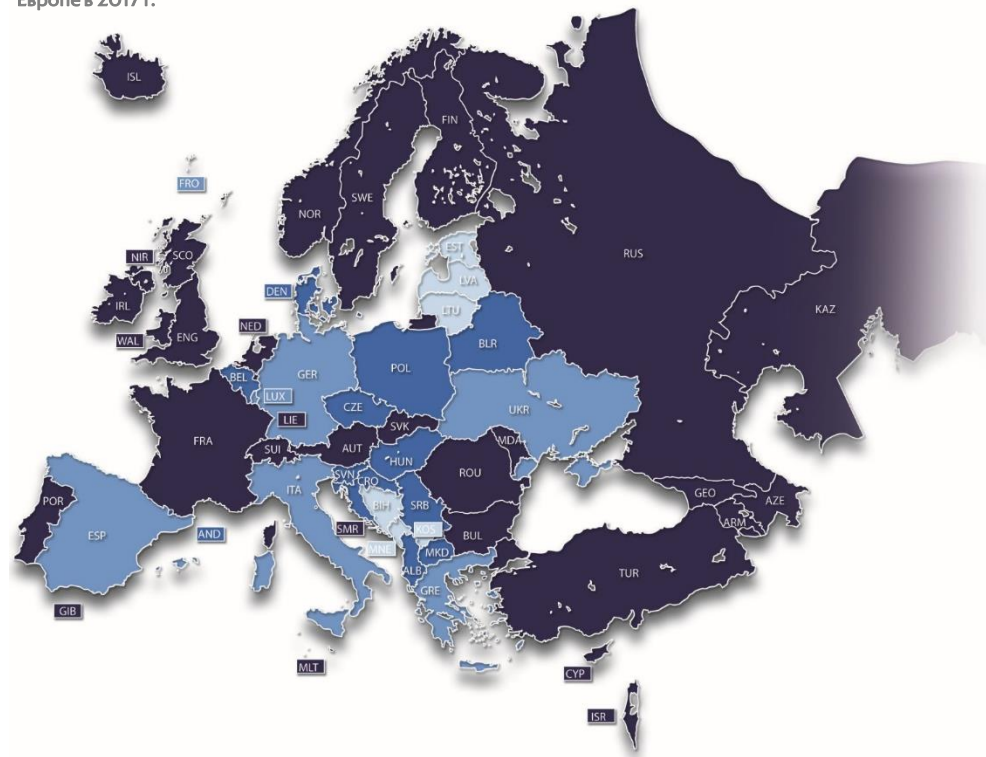 Европе в 2017 г.
ISL
FIN
FRO
SWE
NOR
RUS
NIR
SCO
EST
LVA
DEN
IRL
LTU
KAZ
NED
WAL
ENG
BLR
BEL
GER
POL
LUX
CZE
UKR
LIE
SVK
FRA
SUI
AUT
MDA
HUN
ROU
SVN
CRO
ITA
POR
BIH
SRB
GEO
AZE
ESP
AND
SMR
KOS
BUL
ARM
MNE
MKD
ALB
TUR
GRE
GIB
MLT
CYP
ISR